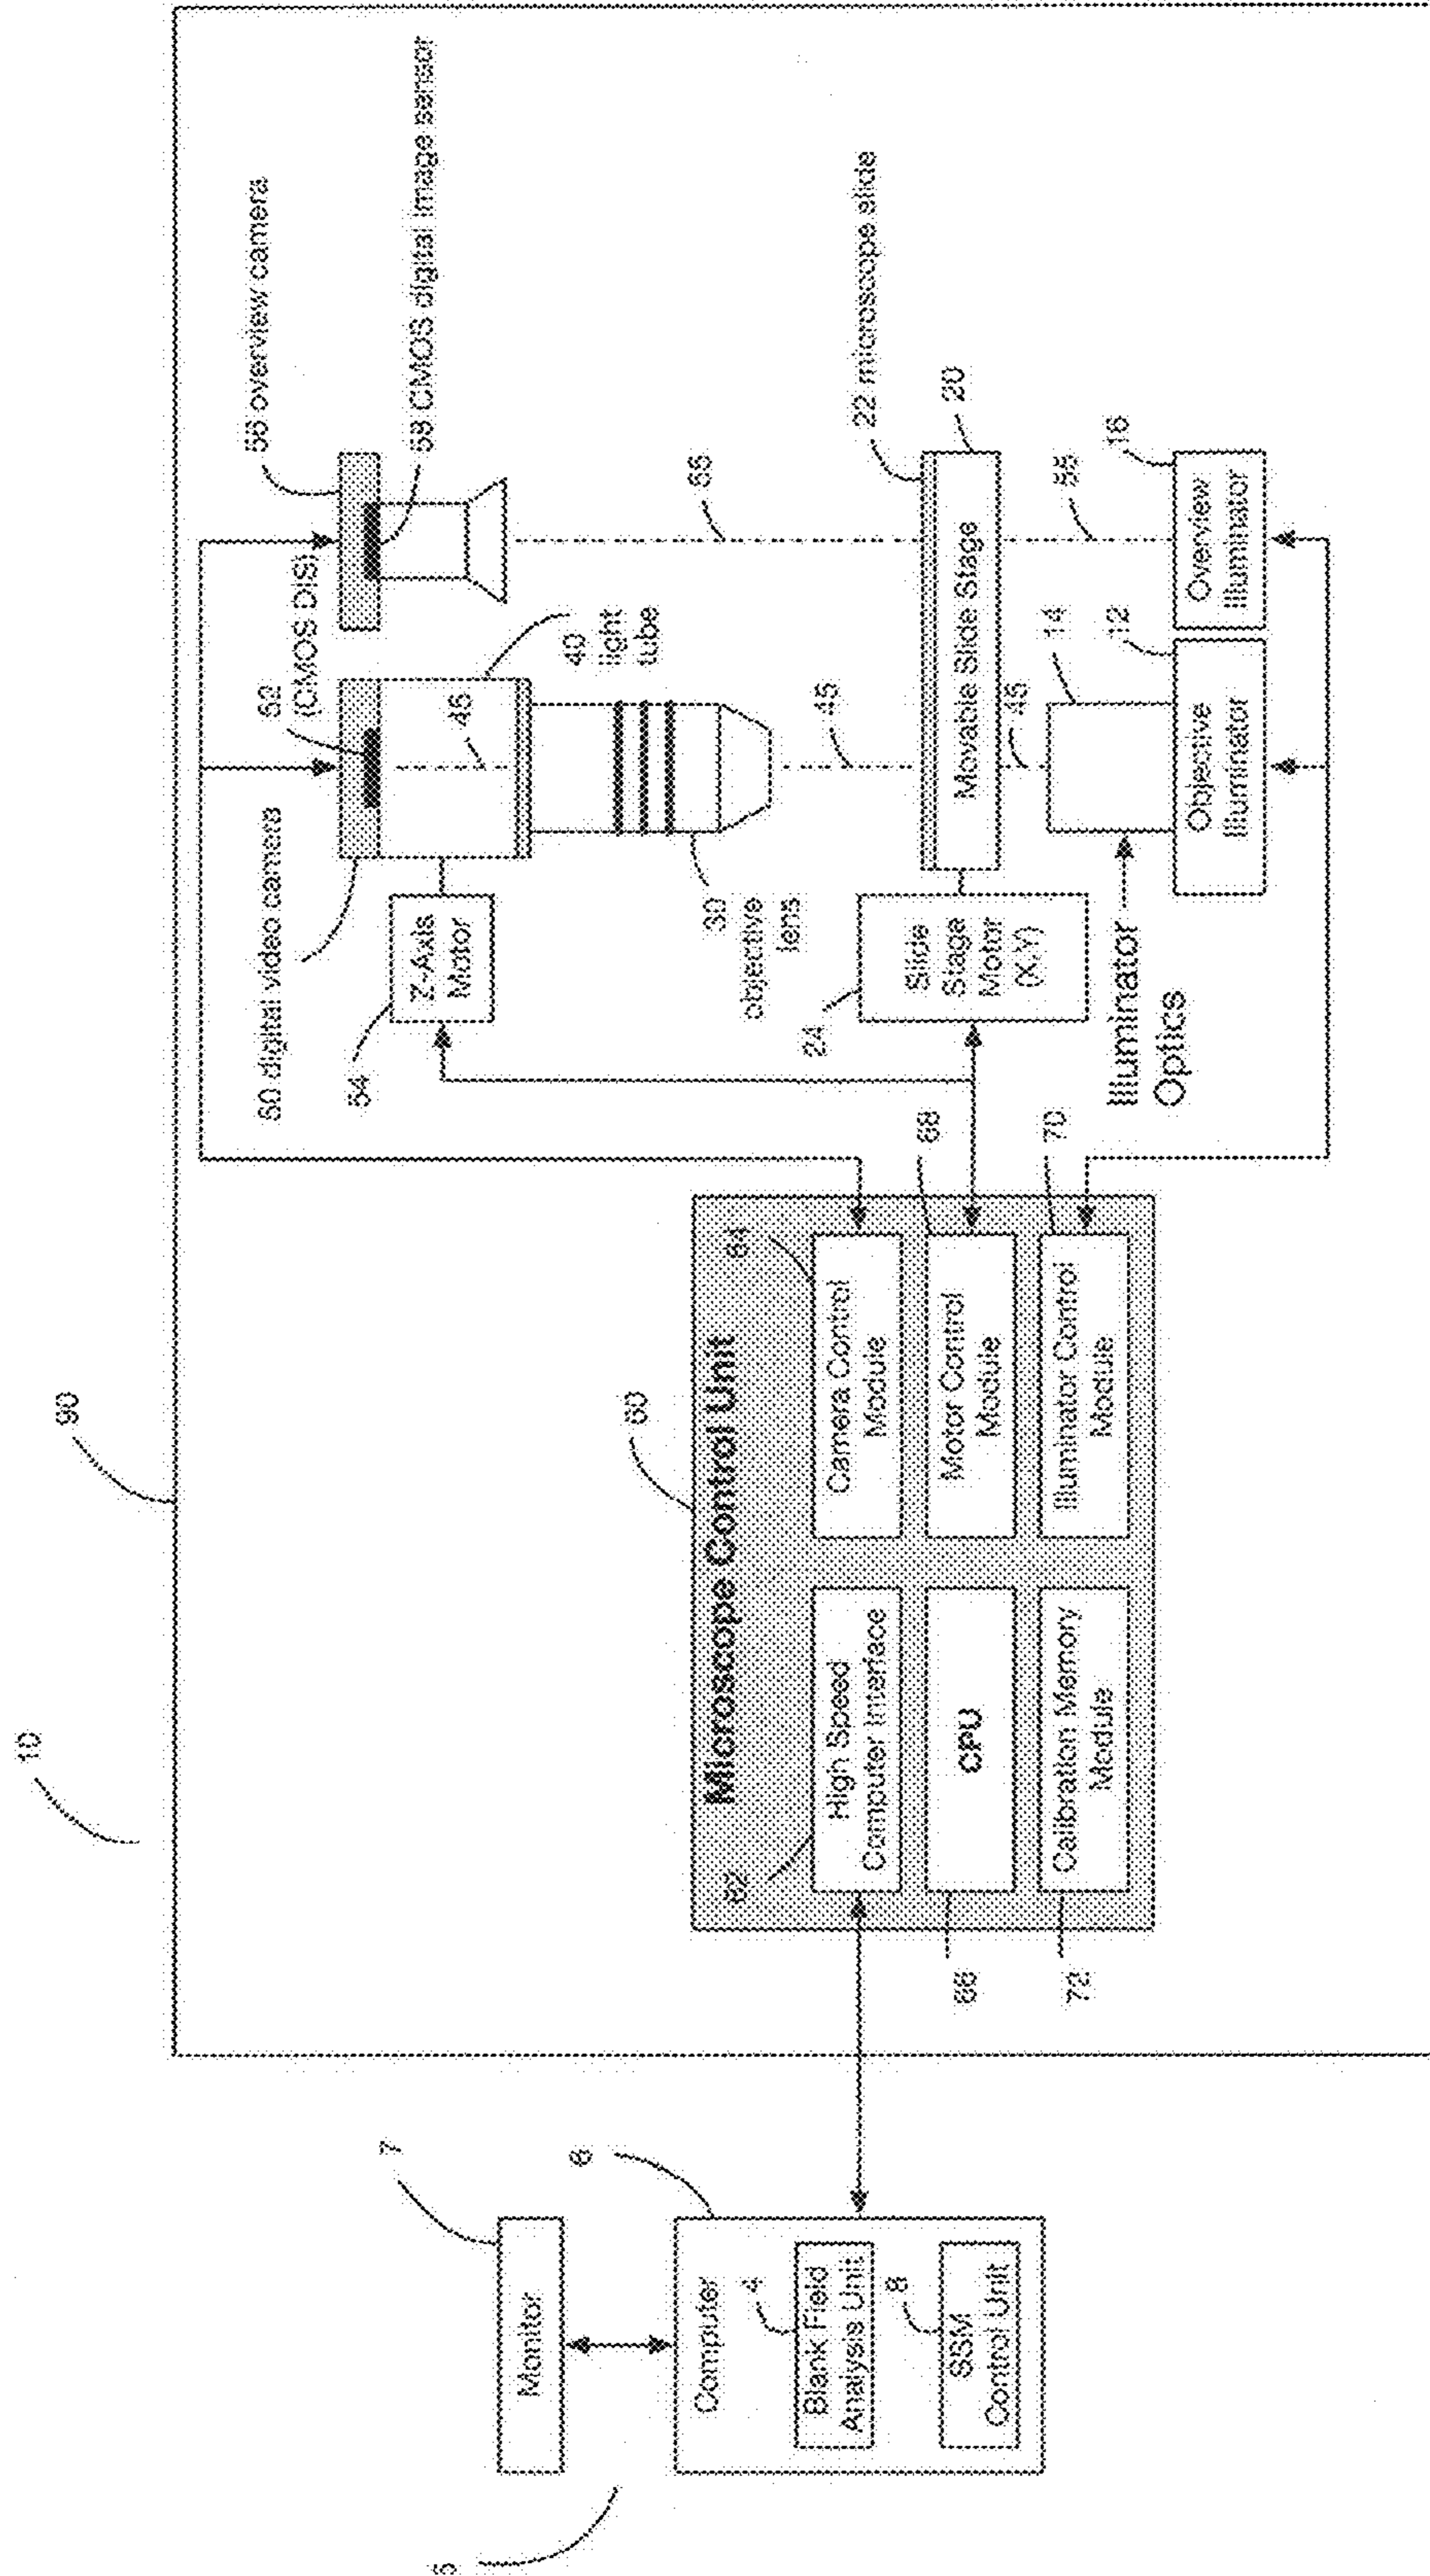 10
90
5
Monitor
7
Computer
6
4
Blank Field
Analysis Unit
8
SSM
Control Unit
Microscope Control Unit
60
62
High Speed
Computer Interface
64
Camera Control
Module
66
CPU
68
Motor Control
Module
72
Calibration Memory
Module
70
Illuminator Control
Module
50 digital video camera
52
(CMOS DIS)
56 overview camera
58 CMOS digital image sensor
54
Z-Axis
Motor
45
40
light
tube
30
objective
lens
45
55
22 microscope slide
24
Slide
Stage
Motor
(X,Y)
Movable Slide Stage
20
45
55
Illuminator
Optics
14
12
Objective
Illuminator
16
Overview
Illuminator